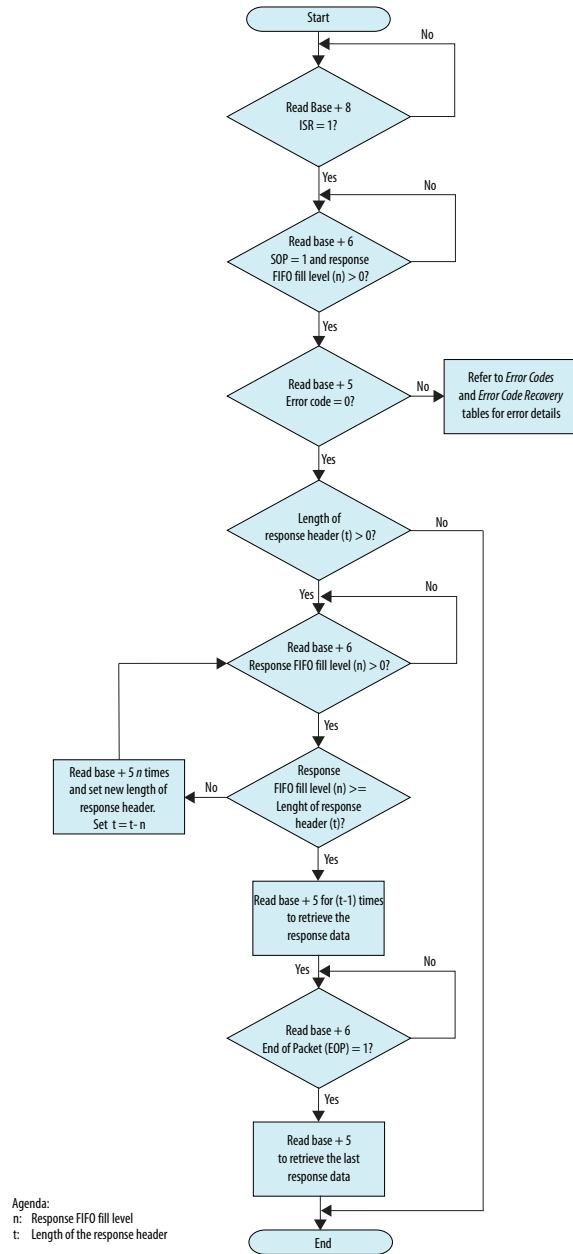 Start
No
Read Base + 8
ISR = 1?
Yes
No
Read base + 6
SOP = 1 and response
FIFO fill level (n) > 0?
Yes
Read base + 5
Error code = 0?
No
Refer to Error Codes
and Error Code Recovery
tables for error details
Yes
Length of
response header (t) > 0?
No
Yes
No
Read base + 6
Response FIFO fill level (n) > 0?
Yes
Read base + 5 n times
and set new length of
response header.
Set t = t- n
No
Response
FIFO fill level (n) >=
Lenght of response
header (t)?
Yes
Read base + 5 for (t-1) times
to retrieve the
response data
Yes
No
Read base + 6
End of Packet (EOP) = 1?
Yes
Read base + 5
to retrieve the last
response data
Agenda:
n: Response FIFO fill level
t: Length of the response header
End